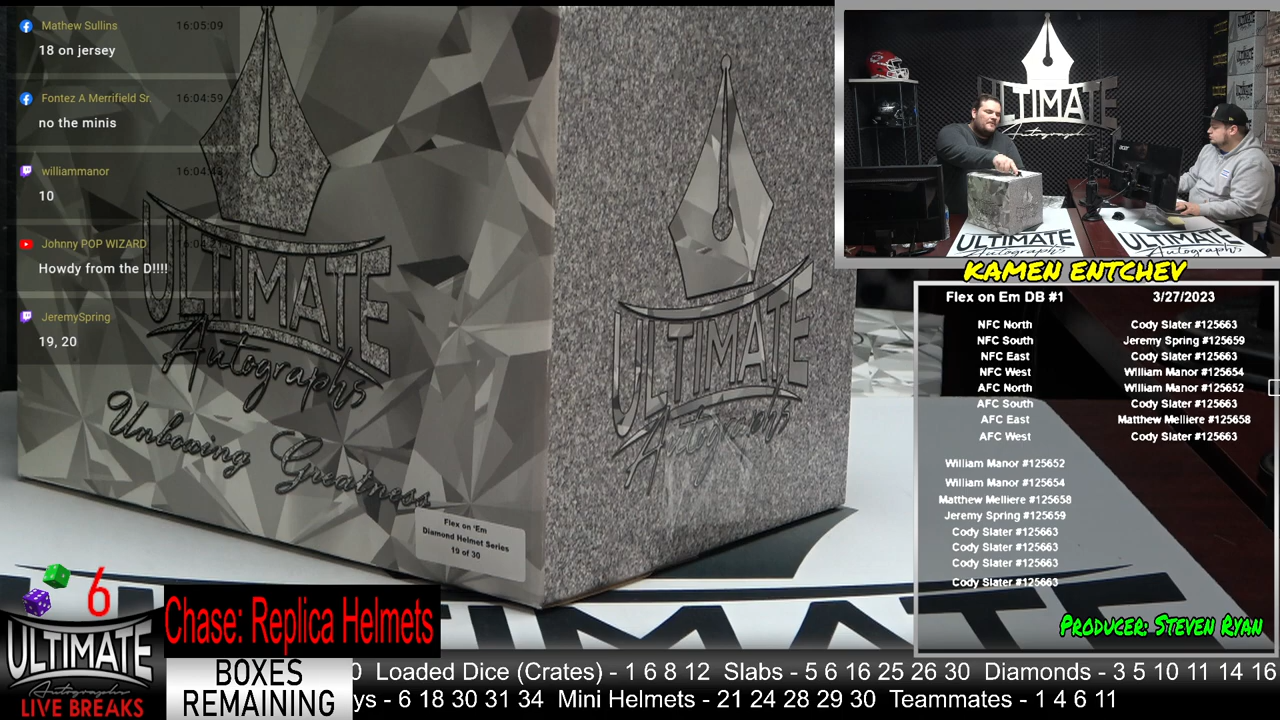 Mathew Sullins 16:05:09
18 on jersey
Fontez A Merrifield Sr. 16:04:59
no the minis
williammanor
10
Johnny POP WIZARD
Howdy from the D!!!!
JeremySpring
19, 20
ULTIMATE
Autographs
Unboxing Greatness
Flex on 'Em
Diamond Helmet Series
19 of 30
ULTIMATE
Autographs
ULTIMATE
Autographs
ULTIMATE
Autographs
ULTIMATE
Autographs
KAMEN ENTCHEV
Flex on Em DB #1 3/27/2023
NFC North Cody Slater #125663
NFC South Jeremy Spring #125659
NFC East Cody Slater #125663
NFC West William Manor #125654
AFC North William Manor #125652
AFC South Cody Slater #125663
AFC East Matthew Melliere #125658
AFC West Cody Slater #125663
William Manor #125652
William Manor #125654
Matthew Melliere #125658
Jeremy Spring #125659
Cody Slater #125663
Cody Slater #125663
Cody Slater #125663
Cody Slater #125663
PRODUCER: STEVEN RYAN
6
ULTIMATE
Autographs
LIVE BREAKS
Chase: Replica Helmets
BOXES
REMAINING
0 Loaded Dice (Crates) - 1 6 8 12 Slabs - 5 6 16 25 26 30 Diamonds - 3 5 10 11 14 16
ys - 6 18 30 31 34 Mini Helmets - 21 24 28 29 30 Teammates - 1 4 6 11